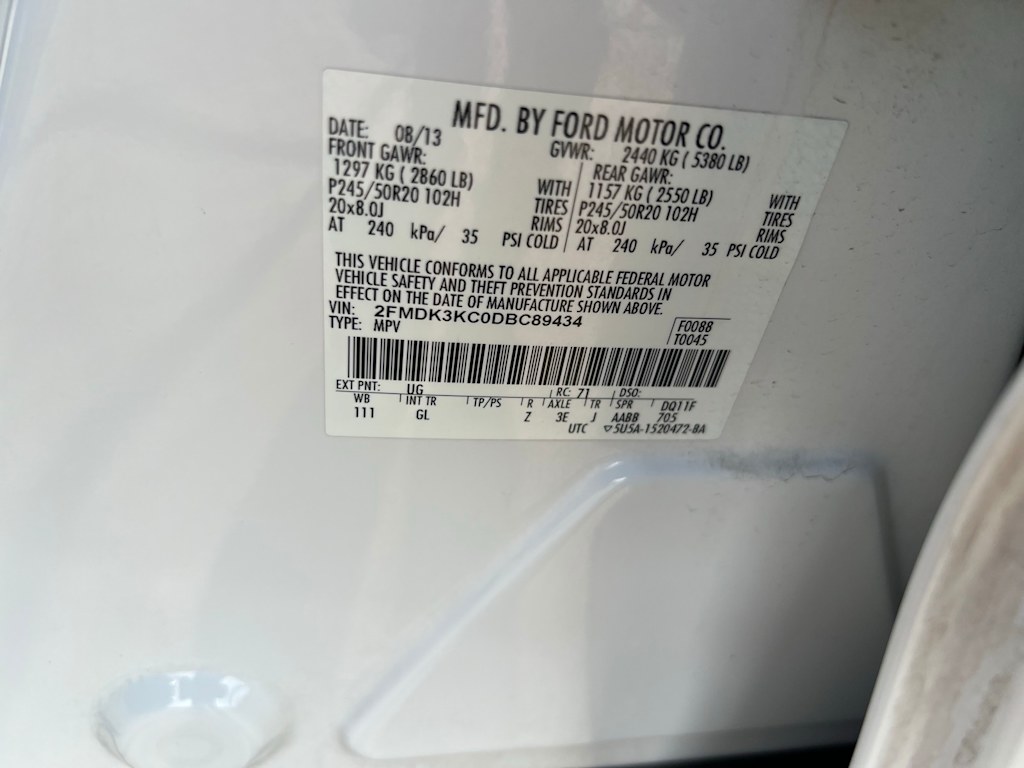 MFD. BY FORD MOTOR CO.
DATE: 08/13 GVWR: 2440 KG ( 5380 LB)
FRONT GAWR: REAR GAWR:
1297 KG ( 2860 LB) WITH 1157 KG ( 2550 LB) WITH
P245/50R20 102H TIRES P245/50R20 102H TIRES
20x8.0J RIMS 20x8.0J RIMS
AT 240 kPa/ 35 PSI COLD AT 240 kPa/ 35 PSI COLD
THIS VEHICLE CONFORMS TO ALL APPLICABLE FEDERAL MOTOR
VEHICLE SAFETY AND THEFT PREVENTION STANDARDS IN
EFFECT ON THE DATE OF MANUFACTURE SHOWN ABOVE.
VIN: 2FMDK3KC0DBC89434
TYPE: MPV F0088
T0045
EXT PNT: UG RC: 71 DSO:
WB INT TR TP/PS R AXLE TR SPR DQ11F
111 GL Z 3E J AABB 705
UTC ▽5U5A-1520472-BA